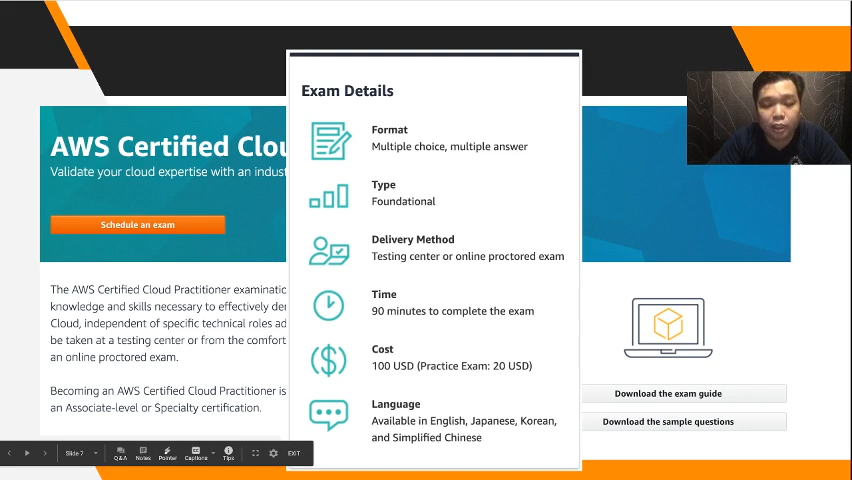 Exam Details
Format
Multiple choice, multiple answer
Type
Foundational
Delivery Method
Testing center or online proctored exam
Time
90 minutes to complete the exam
Cost
100 USD (Practice Exam: 20 USD)
Language
Available in English, Japanese, Korean,
and Simplified Chinese
AWS Certified Clou
Validate your cloud expertise with an indust
Schedule an exam
The AWS Certified Cloud Practitioner examinatio
knowledge and skills necessary to effectively de
Cloud, independent of specific technical roles ad
be taken at a testing center or from the comfort
an online proctored exam.
Becoming an AWS Certified Cloud Practitioner is
an Associate-level or Specialty certification.
Download the exam guide
Download the sample questions
Slide 7
Q&A
Notes
Pointer
Captions
Tips
EXIT